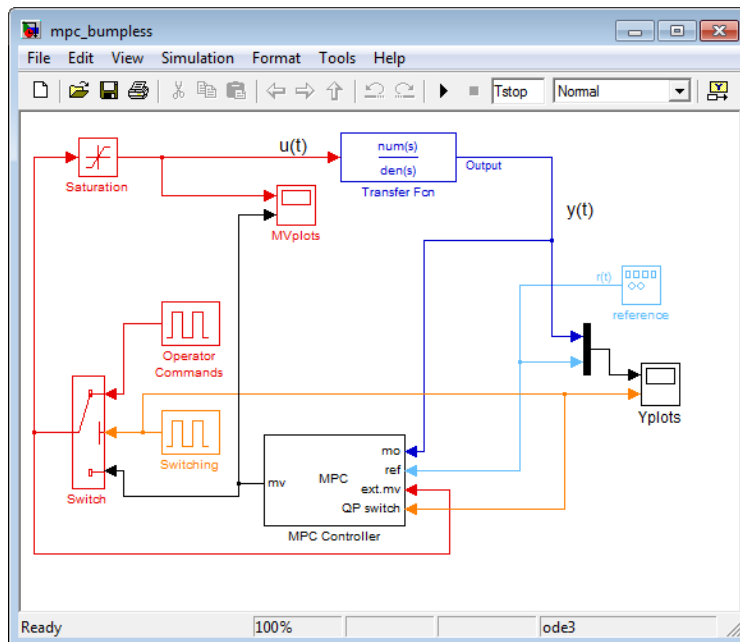 mpc_bumpless
File Edit View Simulation Format Tools Help
Tstop Normal
u(t)
num(s)
den(s)
Output
Saturation
Transfer Fcn
MVplots
y(t)
r(t)
reference
Operator
Commands
Yplots
Switching
Switch
mo
ref
mv
MPC
ext.mv
QP switch
MPC Controller
Ready 100% ode3